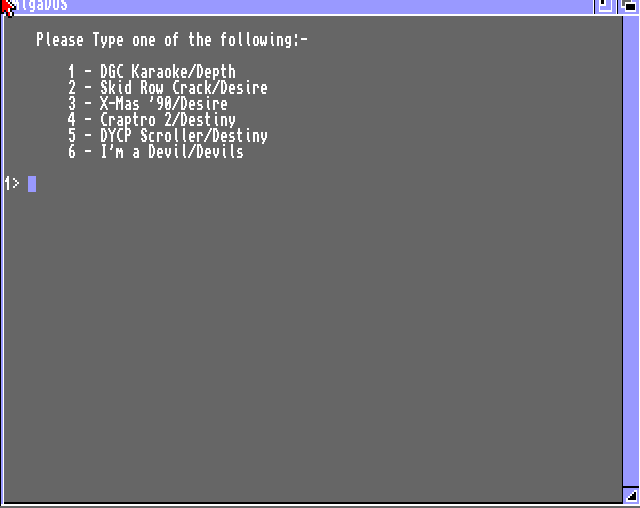 Please Type one of the following:-
1 - DGC Karaoke/Depth
2 - Skid Row Crack/Desire
3 - X-Mas '90/Desire
4 - Craptro 2/Destiny
5 - DYCP Scroller/Destiny
6 - I'm a Devil/Devils
1>